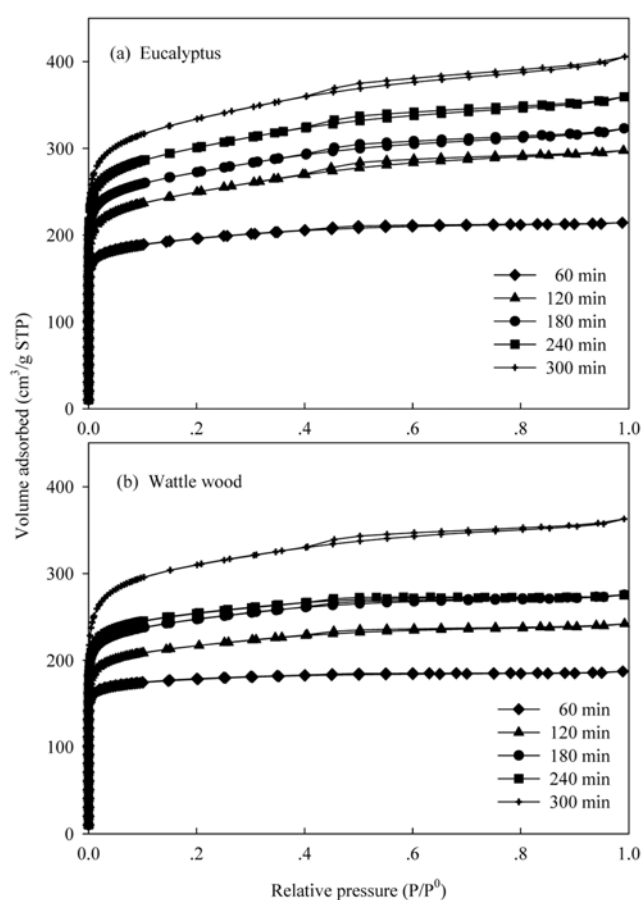 (a) Eucalyptus
400
300
200
100
0
60 min
120 min
180 min
240 min
300 min
0.0 .2 .4 .6 .8 1.0
Volume adsorbed (cm³/g STP)
(b) Wattle wood
400
300
200
100
0
60 min
120 min
180 min
240 min
300 min
0.0 .2 .4 .6 .8 1.0
Relative pressure (P/P⁰)